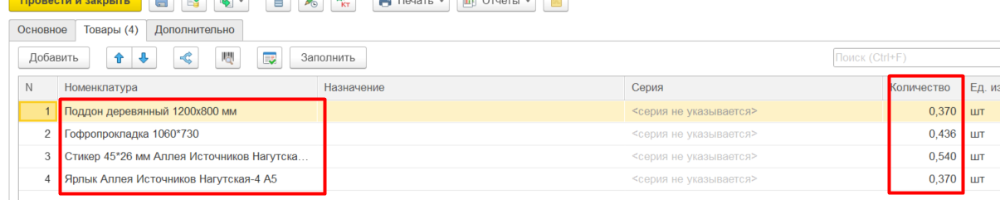 Провести и закрыть
Печать
Отчеты
Основное Товары (4) Дополнительно
Добавить Заполнить Поиск (Ctrl+F)
N Номенклатура Назначение Серия Количество Ед. из
1 Поддон деревянный 1200х800 мм <серия не указывается> 0,370 шт
2 Гофропрокладка 1060*730 <серия не указывается> 0,436 шт
3 Стикер 45*26 мм Аллея Источников Нагутска... <серия не указывается> 0,540 шт
4 Ярлык Аллея Источников Нагутская-4 А5 <серия не указывается> 0,370 шт